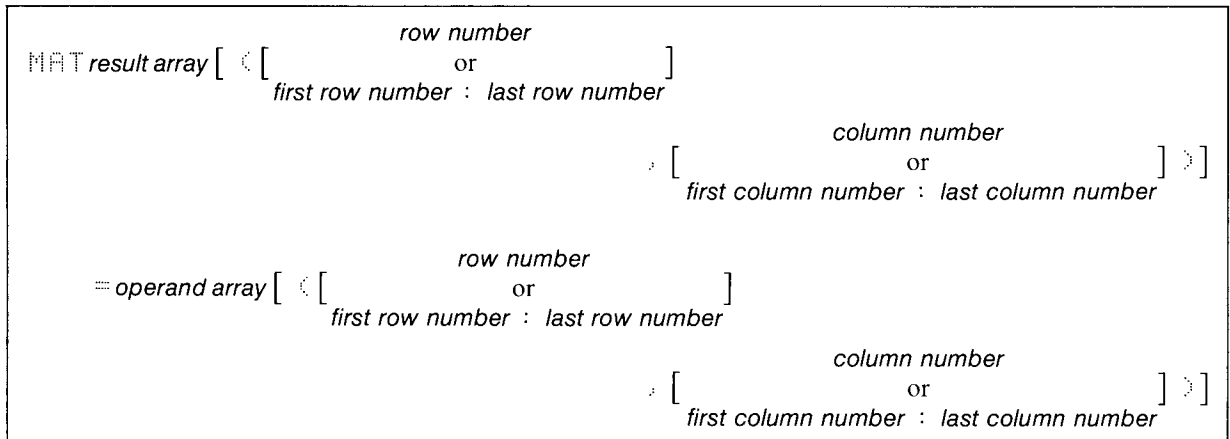 row number
MAT result array [ ( [ or ]
first row number : last row number
column number
, [ or ] ) ]
first column number : last column number
row number
= operand array [ ( [ or ]
first row number : last row number
column number
, [ or ] ) ]
first column number : last column number